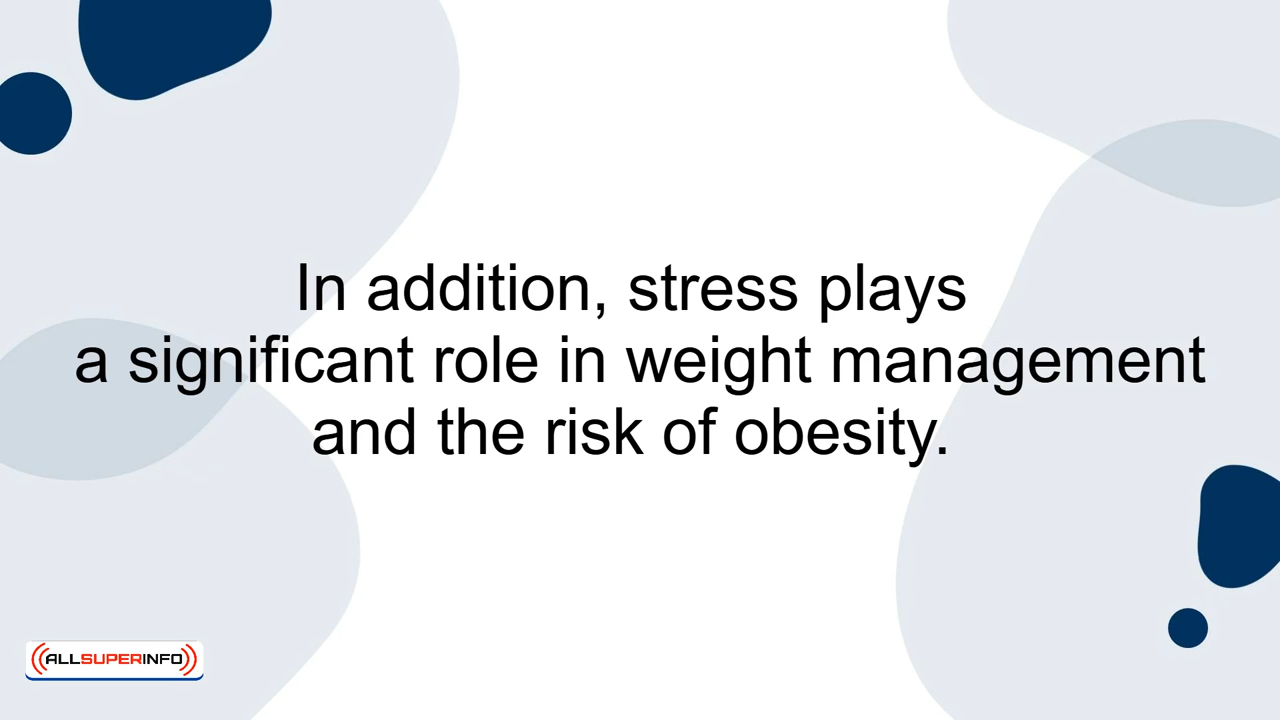 In addition, stress plays
a significant role in weight management
and the risk of obesity.
ALLSUPERINFO